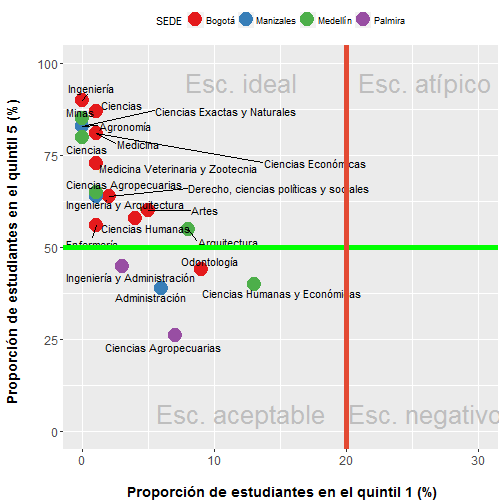 SEDE Bogotá Manizales Medellín Palmira
Esc. ideal
Esc. atípico
Ingeniería
Ciencias
Minas
Ciencias Exactas y Naturales
Agronomía
Medicina
Ciencias
Ciencias Económicas
Medicina Veterinaria y Zootecnia
Ciencias Agropecuarias
Derecho, ciencias políticas y sociales
Ingeniería y Arquitectura
Artes
Ciencias Humanas
Enfermería
Arquitectura
Odontología
Ingeniería y Administración
Administración
Ciencias Humanas y Económicas
Ciencias Agropecuarias
Esc. aceptable
Esc. negativo
100
75
50
25
0
0 10 20 30
Proporción de estudiantes en el quintil 5 (%)
Proporción de estudiantes en el quintil 1 (%)